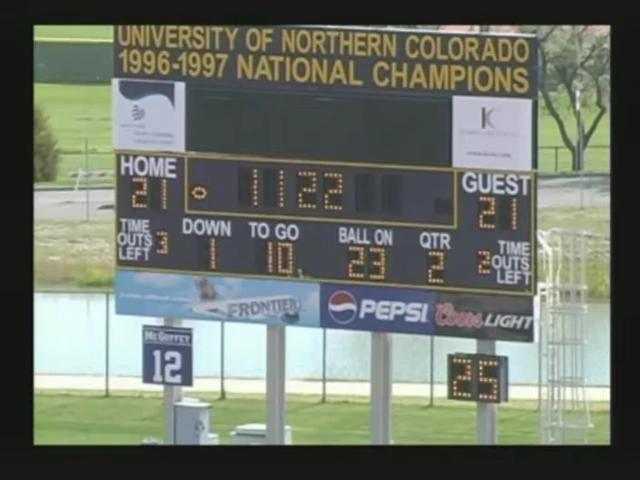 UNIVERSITY OF NORTHERN COLORADO
1996-1997 NATIONAL CHAMPIONS
K
HOME
GUEST
21
11 22
21
TIME OUTS LEFT 3
DOWN
1
TO GO
10
BALL ON
23
QTR
2
2 TIME OUTS LEFT
FRONTIER
PEPSI
Coors LIGHT
McGUFFEY
12
25